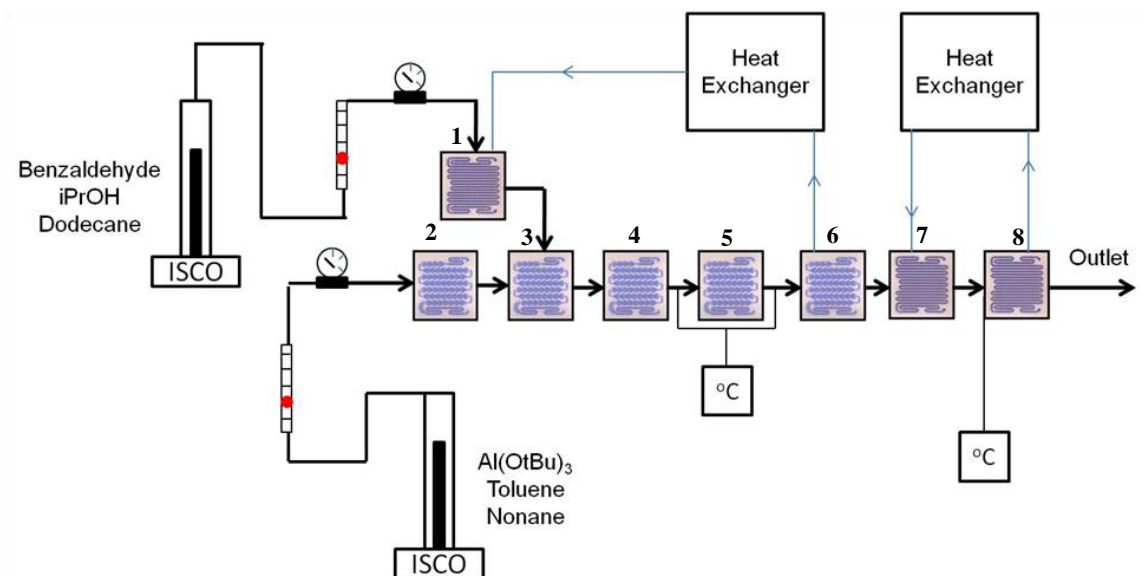 Heat
Exchanger
Heat
Exchanger
Benzaldehyde
iPrOH
Dodecane
ISCO
1
2
3
4
5
6
7
8
Outlet
°C
°C
Al(OtBu)₃
Toluene
Nonane
ISCO